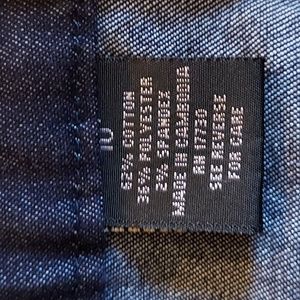 10
62% COTTON
36% POLYESTER
2% SPANDEX
MADE IN CAMBODIA
RN 17730
SEE REVERSE
FOR CARE